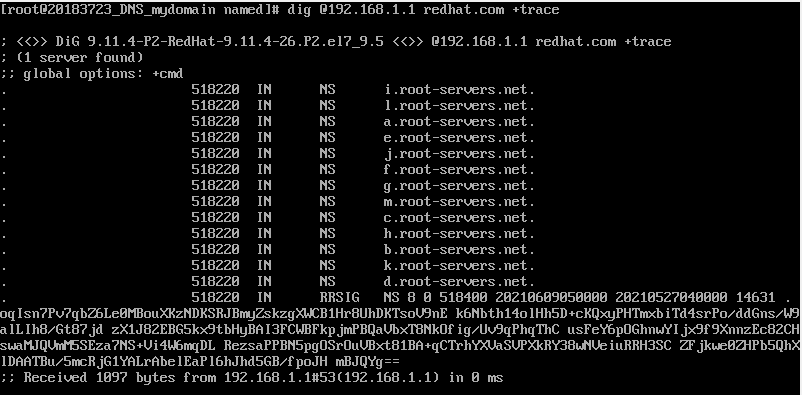 [root@20183723_DNS_mydomain named]# dig @192.168.1.1 redhat.com +trace
; <<>> DiG 9.11.4-P2-RedHat-9.11.4-26.P2.el7_9.5 <<>> @192.168.1.1 redhat.com +trace
; (1 server found)
;; global options: +cmd
. 518220 IN NS i.root-servers.net.
. 518220 IN NS l.root-servers.net.
. 518220 IN NS a.root-servers.net.
. 518220 IN NS e.root-servers.net.
. 518220 IN NS j.root-servers.net.
. 518220 IN NS f.root-servers.net.
. 518220 IN NS g.root-servers.net.
. 518220 IN NS m.root-servers.net.
. 518220 IN NS c.root-servers.net.
. 518220 IN NS h.root-servers.net.
. 518220 IN NS b.root-servers.net.
. 518220 IN NS k.root-servers.net.
. 518220 IN NS d.root-servers.net.
. 518220 IN RRSIG NS 8 0 518400 20210609050000 20210527040000 14631 .
oqIsn7Pv7qbZ6Le0MBouXKzNDKSRJBmyZskzgXWCB1Hr8UhDKTsoV9nE k6Nbth14olHh5D+cKQxyPHTmxbiTd4srPo/ddGns/W9
alLIh8/Gt87jd zX1J82EBG5kx9tbHyBAI3FCWBFkpjmPBQaVbxT8NkOfig/Uv9qPhqThC usFeY6pOGhnwYIjx9f9XnnzEc82CH
swaMJQVmM5SEza7NS+Vi4W6mqDL RezsaPPBN5pgOSrOuVBxt81BA+qCTrhYXVaSVPXkRY38wNVeiuRRH3SC ZFjkwe0ZHPb5QhX
lDAATBu/5mcRjG1YALrAbelEaPl6hJhd5GB/fpoJH mBJQYg==
;; Received 1097 bytes from 192.168.1.1#53(192.168.1.1) in 0 ms